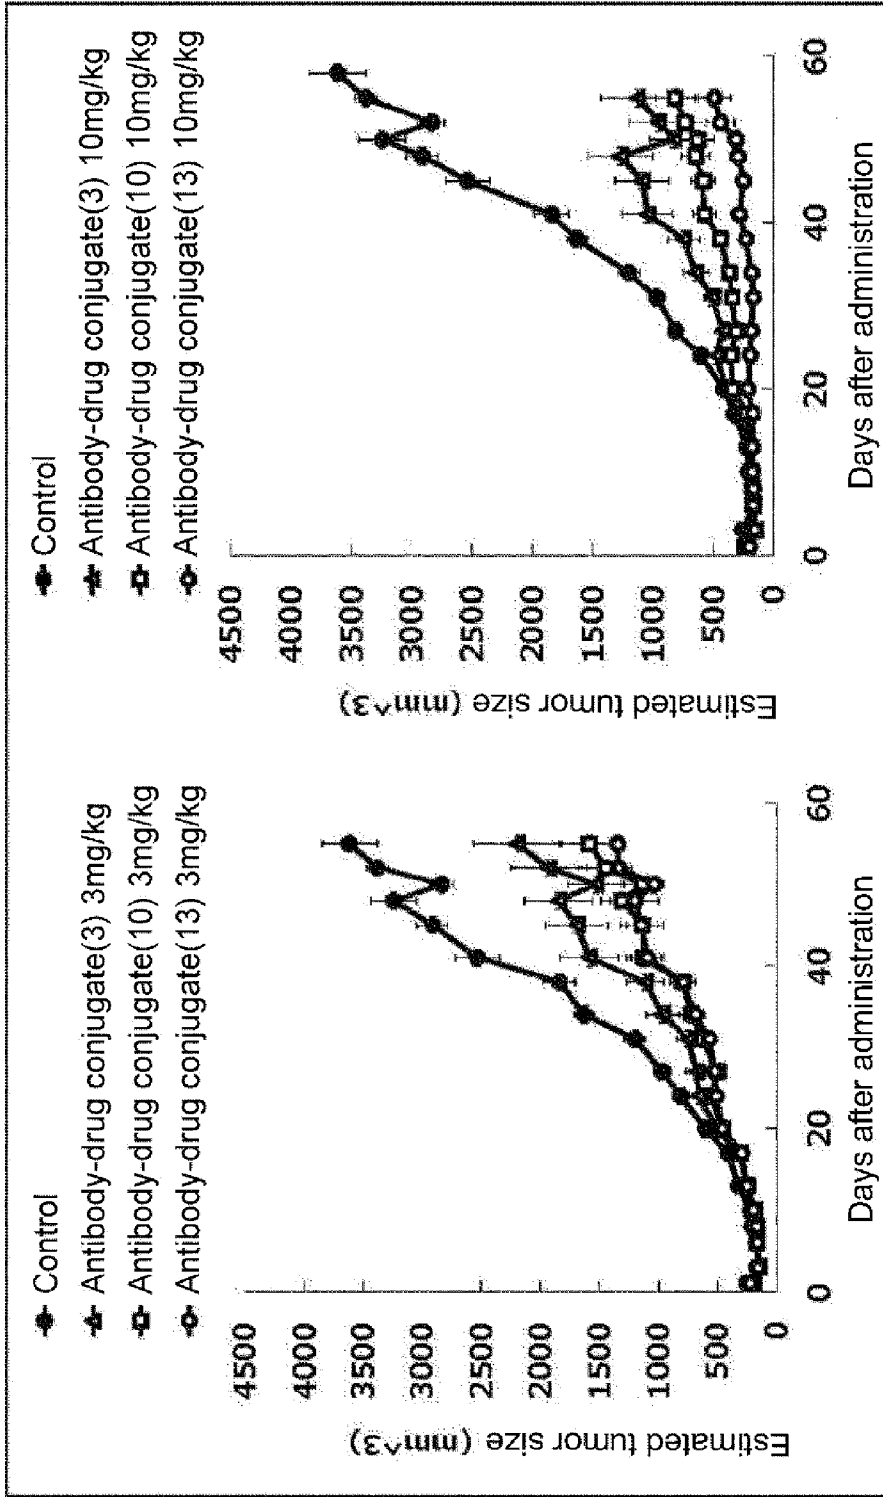 Control
Antibody-drug conjugate(3) 3mg/kg
Antibody-drug conjugate(10) 3mg/kg
Antibody-drug conjugate(13) 3mg/kg
Estimated tumor size (mm^3)
4500
4000
3500
3000
2500
2000
1500
1000
500
0
0
20
40
60
Days after administration
Control
Antibody-drug conjugate(3) 10mg/kg
Antibody-drug conjugate(10) 10mg/kg
Antibody-drug conjugate(13) 10mg/kg
Estimated tumor size (mm^3)
4500
4000
3500
3000
2500
2000
1500
1000
500
0
0
20
40
60
Days after administration